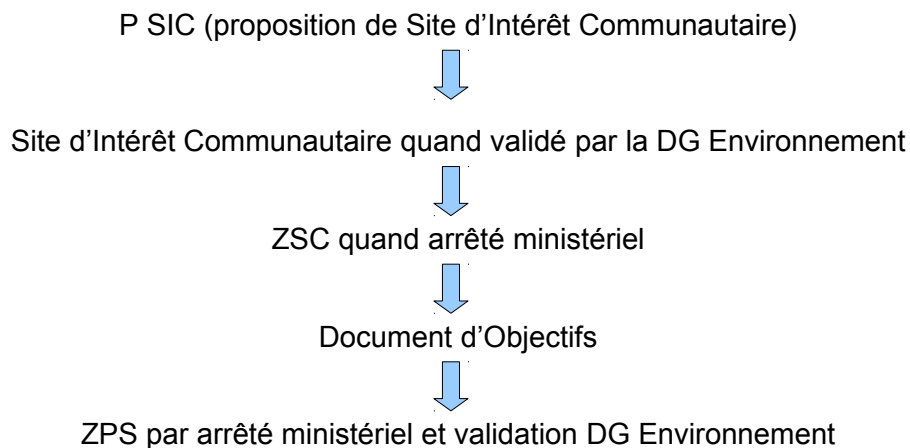 P SIC (proposition de Site d’Intérêt Communautaire)
Site d’Intérêt Communautaire quand validé par la DG Environnement
ZSC quand arrêté ministériel
Document d’Objectifs
ZPS par arrêté ministériel et validation DG Environnement